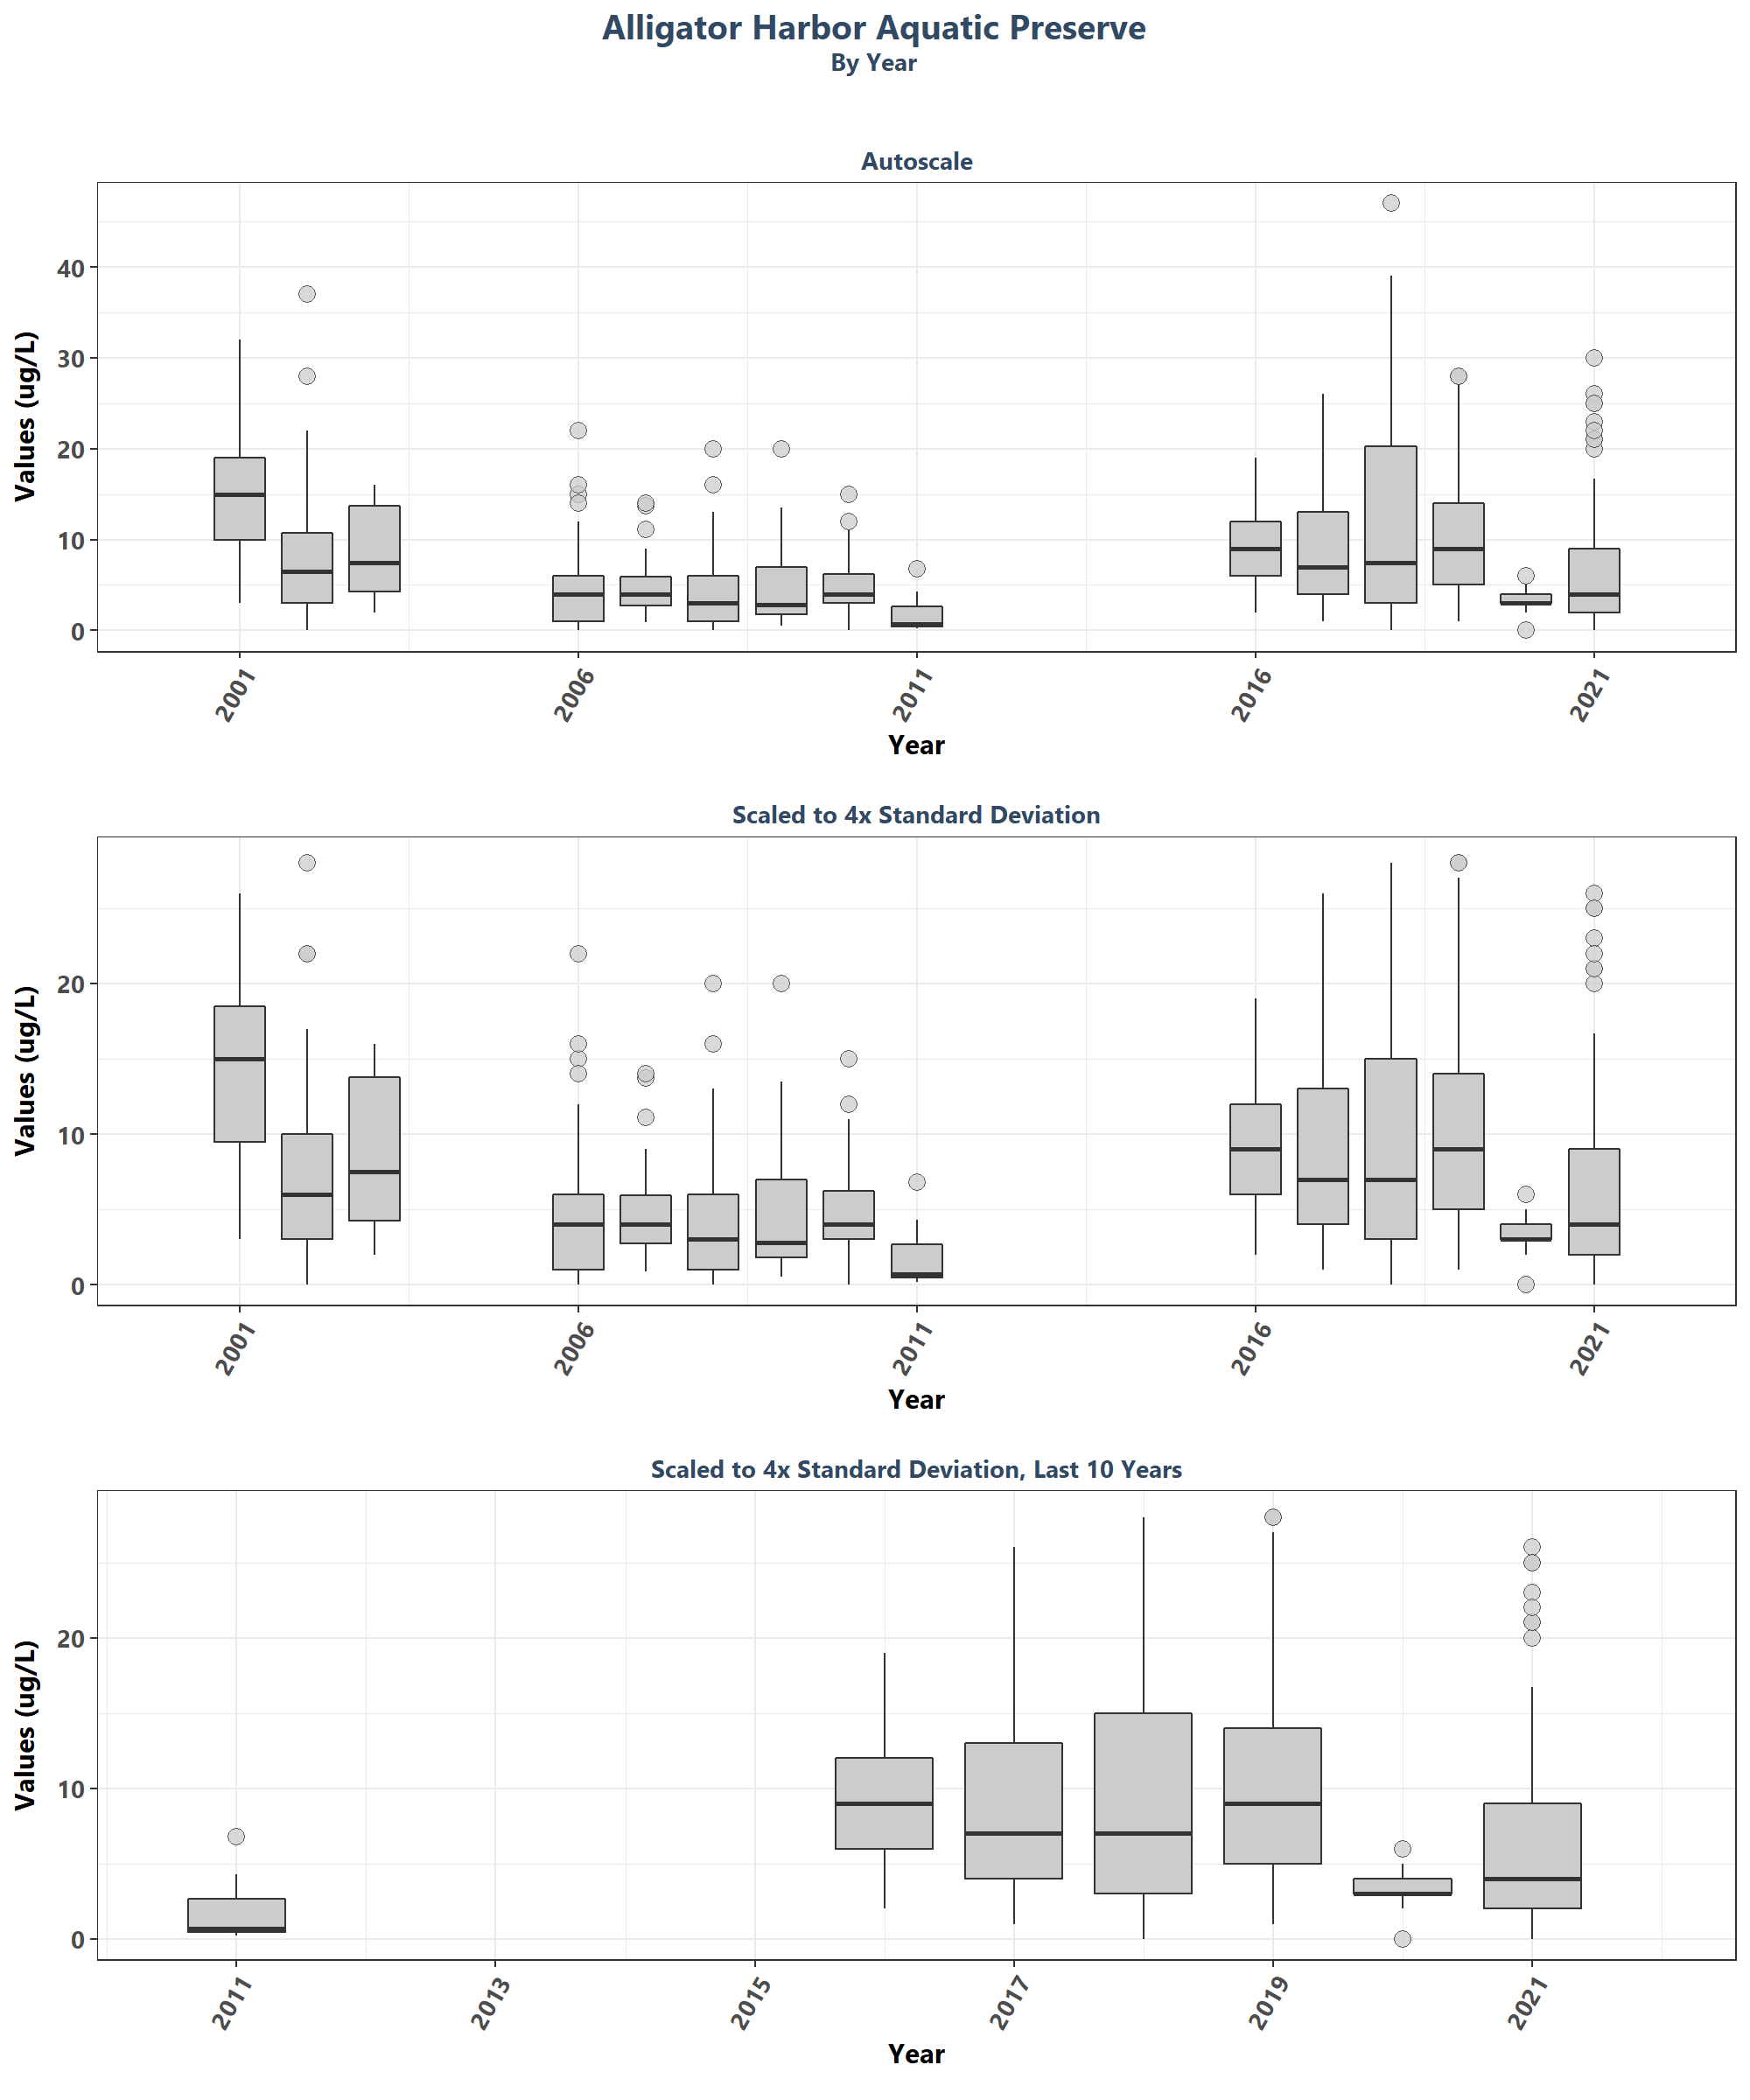 Alligator Harbor Aquatic Preserve
By Year
Autoscale
Values (ug/L)
40
30
20
10
0
2001
2006
2011
2016
2021
Year
Scaled to 4x Standard Deviation
Values (ug/L)
20
10
0
2001
2006
2011
2016
2021
Year
Scaled to 4x Standard Deviation, Last 10 Years
Values (ug/L)
20
10
0
2011
2013
2015
2017
2019
2021
Year